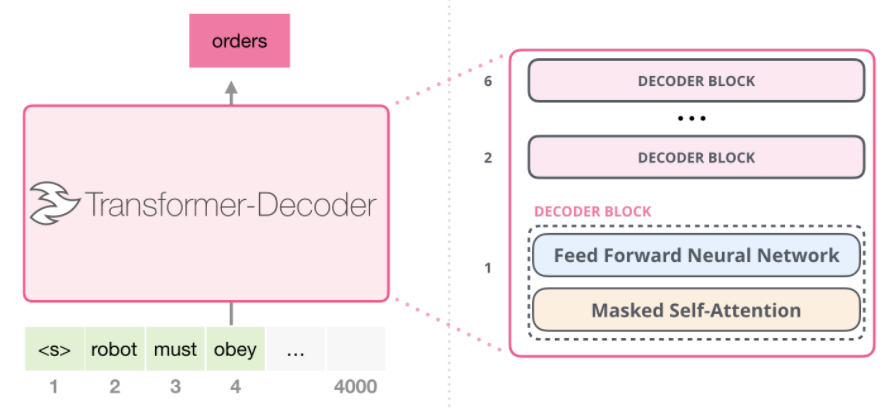 orders
Transformer-Decoder
<s> robot must obey ...
1 2 3 4 4000
6 DECODER BLOCK
...
2 DECODER BLOCK
DECODER BLOCK
1
Feed Forward Neural Network
Masked Self-Attention